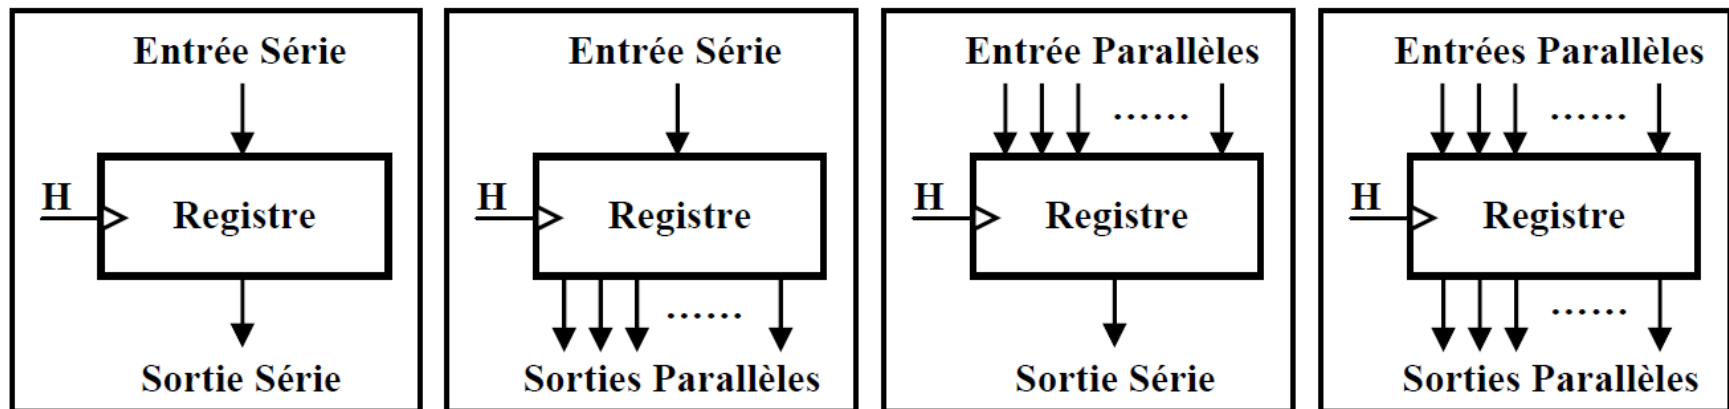 Entrée Série
H
Registre
Sortie Série
Entrée Série
H
Registre
......
Sorties Parallèles
Entrée Parallèles
......
H
Registre
Sortie Série
Entrées Parallèles
......
H
Registre
......
Sorties Parallèles